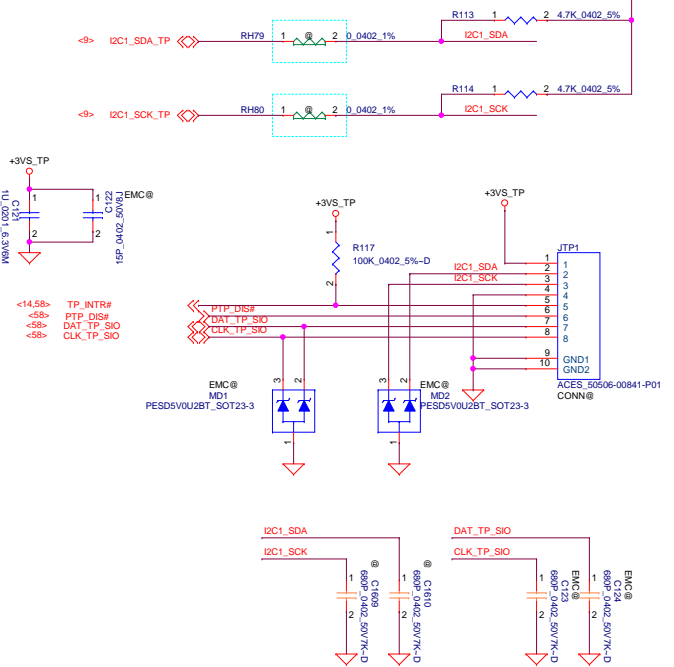 R113 1 2 4.7K_0402_5%
<9> I2C1_SDA_TP RH79 1 @ 2 0_0402_1% I2C1_SDA
R114 1 2 4.7K_0402_5%
<9> I2C1_SCK_TP RH80 1 @ 2 0_0402_1% I2C1_SCK
+3VS_TP
1 1 EMC@
C121
1U_0201_6.3V6M
C122
15P_0402_50V8J
2 2
+3VS_TP
1
R117
100K_0402_5%~D
2
+3VS_TP
JTP1
I2C1_SDA
I2C1_SCK
1 1
2 2
3 3
4 4
5 5
6 6
7 7
8 8
9 GND1
10 GND2
ACES_50506-00841-P01
CONN@
<14,58> TP_INTR#
<58> PTP_DIS# PTP_DIS#
<58> DAT_TP_SIO DAT_TP_SIO
<58> CLK_TP_SIO CLK_TP_SIO
3 2
EMC@
MD1
PESD5V0U2BT_SOT23-3
1
3 2
EMC@
MD2
PESD5V0U2BT_SOT23-3
1
I2C1_SDA
I2C1_SCK
1 2
@
C1609
680P_0402_50V7K~D
1 2
@
C1610
680P_0402_50V7K~D
DAT_TP_SIO
CLK_TP_SIO
1 2
EMC@
C123
680P_0402_50V7K~D
1 2
EMC@
C124
680P_0402_50V7K~D